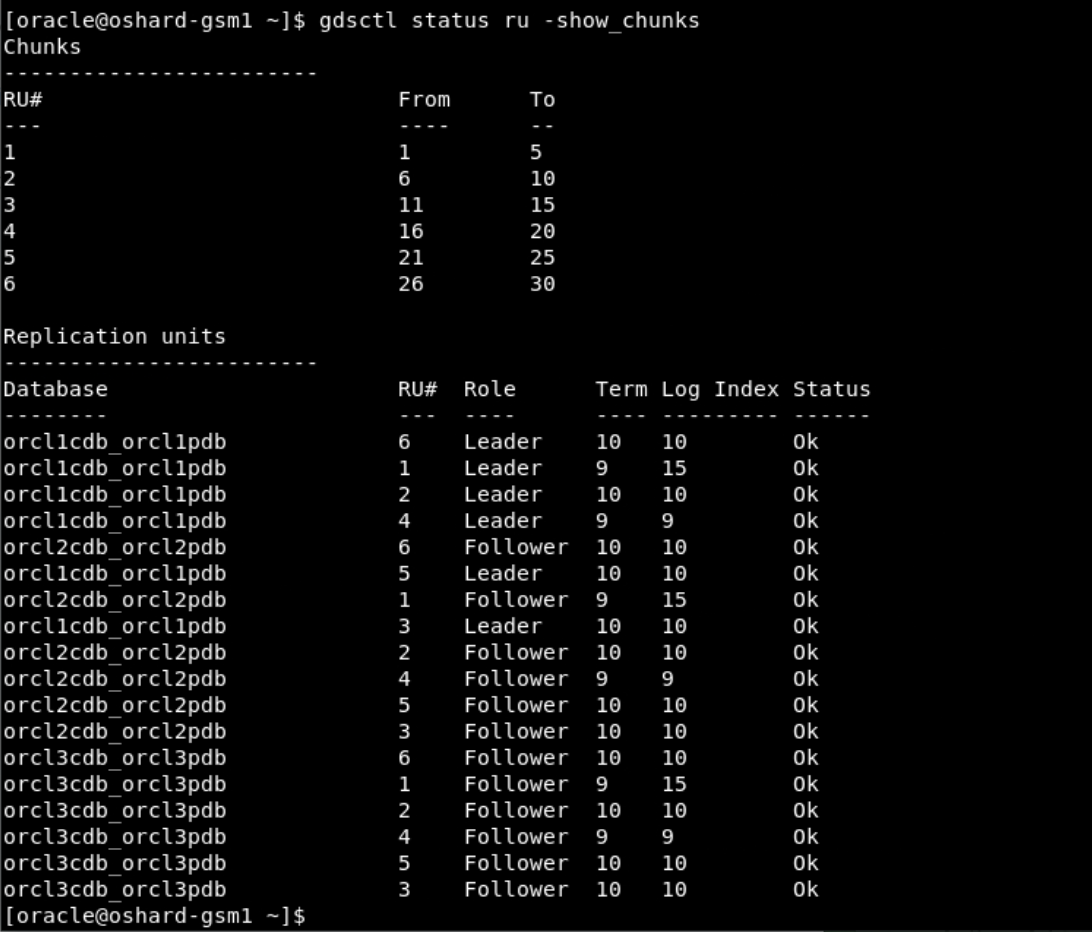 [oracle@oshard-gsm1 ~]$ gdsctl status ru -show_chunks
Chunks
------------------------
RU#                           From      To
---                           ----      --
1                             1         5
2                             6         10
3                             11        15
4                             16        20
5                             21        25
6                             26        30

Replication units
------------------------
Database                      RU#  Role      Term Log Index Status
--------                      ---  ----      ---- --------- ------
orcl1cdb_orcl1pdb             6    Leader    10   10        Ok
orcl1cdb_orcl1pdb             1    Leader    9    15        Ok
orcl1cdb_orcl1pdb             2    Leader    10   10        Ok
orcl1cdb_orcl1pdb             4    Leader    9    9         Ok
orcl2cdb_orcl2pdb             6    Follower  10   10        Ok
orcl1cdb_orcl1pdb             5    Leader    10   10        Ok
orcl2cdb_orcl2pdb             1    Follower  9    15        Ok
orcl1cdb_orcl1pdb             3    Leader    10   10        Ok
orcl2cdb_orcl2pdb             2    Follower  10   10        Ok
orcl2cdb_orcl2pdb             4    Follower  9    9         Ok
orcl2cdb_orcl2pdb             5    Follower  10   10        Ok
orcl2cdb_orcl2pdb             3    Follower  10   10        Ok
orcl3cdb_orcl3pdb             6    Follower  10   10        Ok
orcl3cdb_orcl3pdb             1    Follower  9    15        Ok
orcl3cdb_orcl3pdb             2    Follower  10   10        Ok
orcl3cdb_orcl3pdb             4    Follower  9    9         Ok
orcl3cdb_orcl3pdb             5    Follower  10   10        Ok
orcl3cdb_orcl3pdb             3    Follower  10   10        Ok
[oracle@oshard-gsm1 ~]$